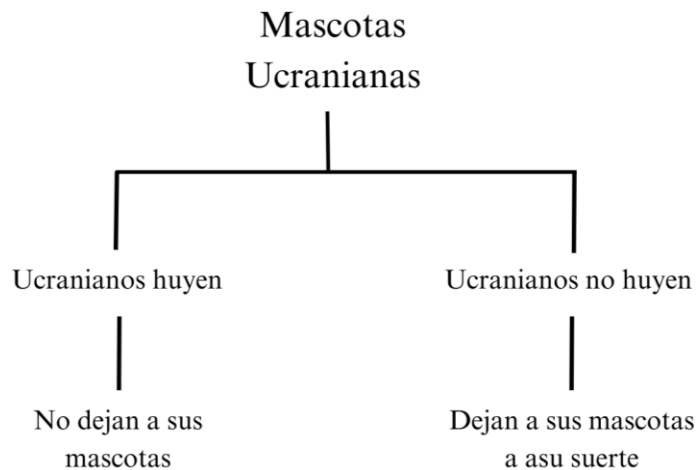 Mascotas
Ucranianas
Ucranianos huyen
Ucranianos no huyen
No dejan a sus
mascotas
Dejan a sus mascotas
a asu suerte